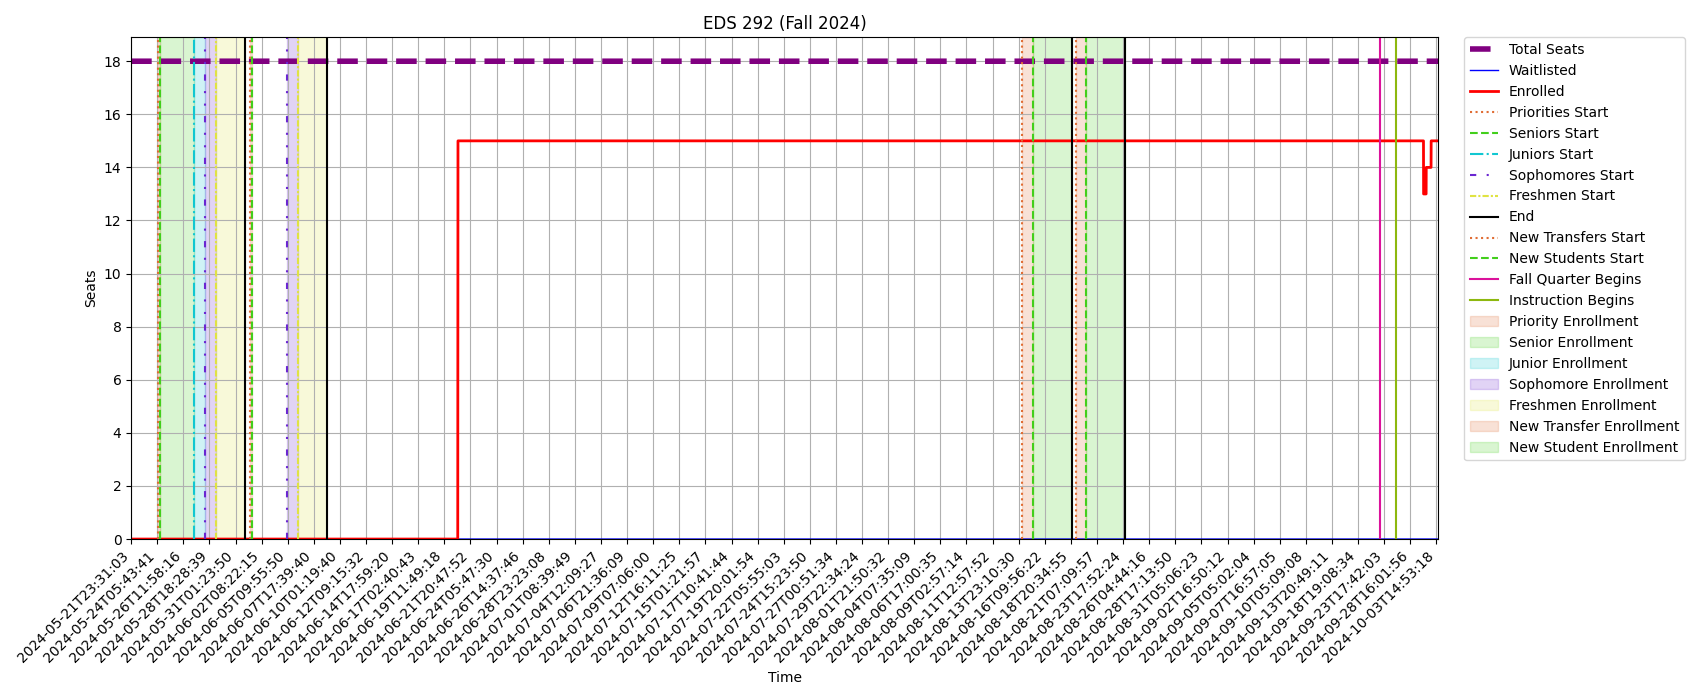 EDS 292 (Fall 2024)
Seats
18
16
14
12
10
8
6
4
2
0
2024-05-21T23:31:03
2024-05-24T05:43:41
2024-05-26T11:58:16
2024-05-28T18:28:39
2024-05-31T01:23:50
2024-06-02T08:22:15
2024-06-05T09:55:50
2024-06-07T17:39:40
2024-06-10T01:19:40
2024-06-12T09:15:32
2024-06-14T17:59:20
2024-06-17T02:40:43
2024-06-19T11:49:18
2024-06-21T20:47:52
2024-06-24T05:47:30
2024-06-26T14:37:46
2024-06-28T23:23:08
2024-07-01T08:39:49
2024-07-04T12:09:27
2024-07-06T21:36:09
2024-07-09T07:06:00
2024-07-12T16:11:25
2024-07-15T01:21:57
2024-07-17T10:41:44
2024-07-19T20:01:54
2024-07-22T05:55:03
2024-07-24T15:23:50
2024-07-27T00:51:34
2024-07-29T22:34:24
2024-08-01T21:50:32
2024-08-04T07:35:09
2024-08-06T17:00:35
2024-08-09T02:57:14
2024-08-11T12:57:52
2024-08-13T23:10:30
2024-08-16T09:56:22
2024-08-18T20:34:55
2024-08-21T07:09:57
2024-08-23T17:52:24
2024-08-26T04:44:16
2024-08-28T17:13:50
2024-08-31T05:06:23
2024-09-02T16:50:12
2024-09-05T05:02:04
2024-09-07T16:57:05
2024-09-10T05:09:08
2024-09-13T20:49:11
2024-09-18T19:08:34
2024-09-23T17:42:03
2024-09-28T16:01:56
2024-10-03T14:53:18
Time
Total Seats
Waitlisted
Enrolled
Priorities Start
Seniors Start
Juniors Start
Sophomores Start
Freshmen Start
End
New Transfers Start
New Students Start
Fall Quarter Begins
Instruction Begins
Priority Enrollment
Senior Enrollment
Junior Enrollment
Sophomore Enrollment
Freshmen Enrollment
New Transfer Enrollment
New Student Enrollment